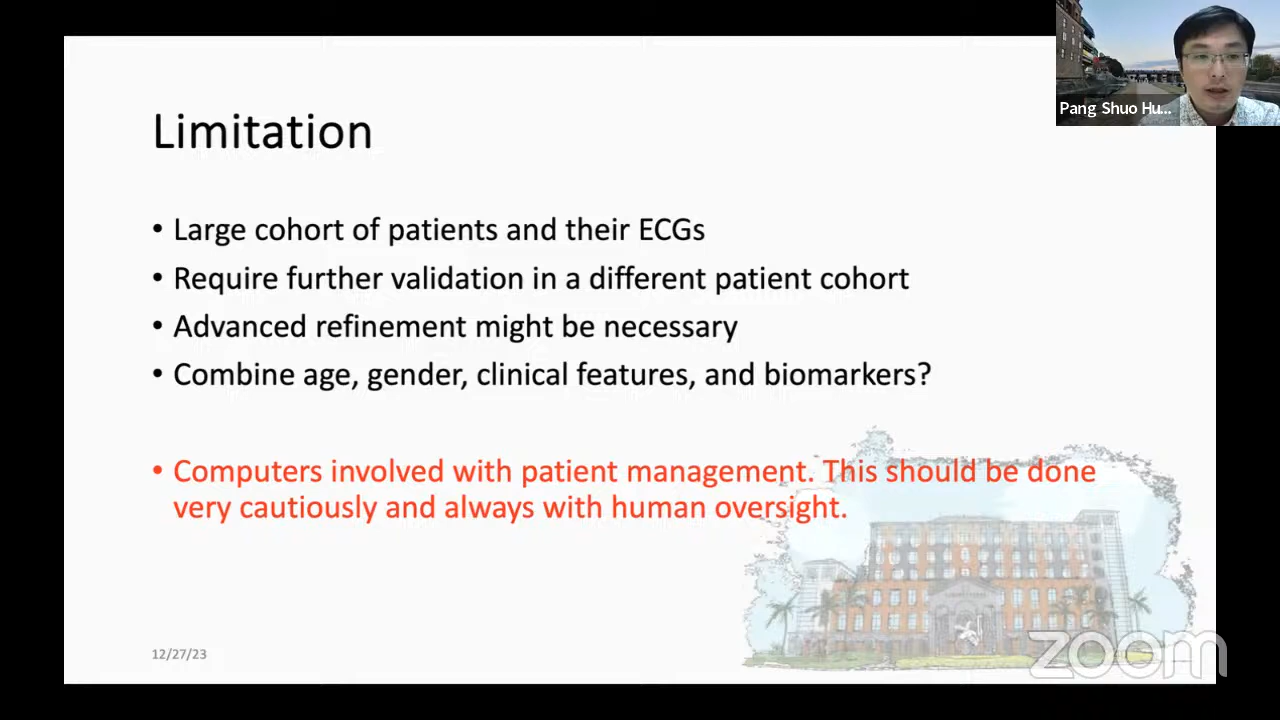 Pang Shuo Hu...
Limitation
• Large cohort of patients and their ECGs
• Require further validation in a different patient cohort
• Advanced refinement might be necessary
• Combine age, gender, clinical features, and biomarkers?
• Computers involved with patient management. This should be done
very cautiously and always with human oversight.
12/27/23
zoom